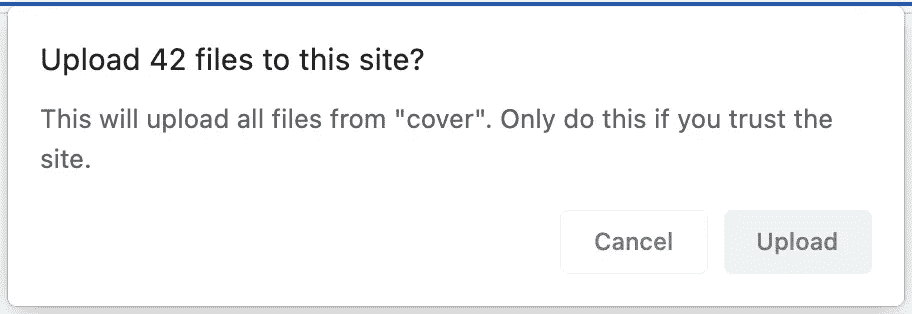 Upload 42 files to this site?
This will upload all files from "cover". Only do this if you trust the
site.
Cancel Upload